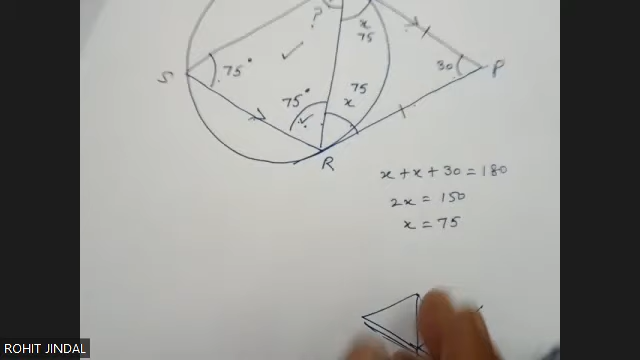 ?
x
75
S
75°
30
P
75°
75
x
R
x + x + 30 = 180
2x = 150
x = 75
ROHIT JINDAL